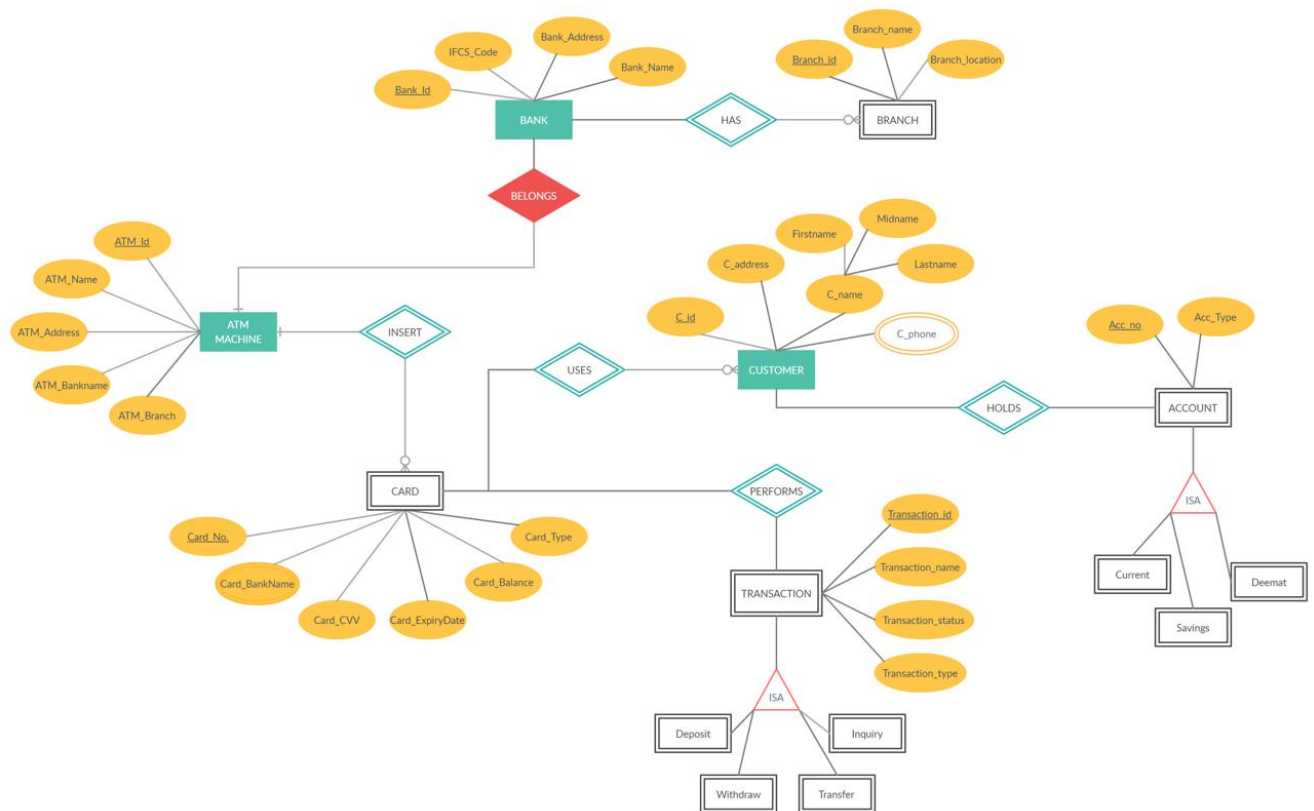 Branch_name
Bank_Address
IFCS_Code
Branch_id
Branch_location
Bank_Name
Bank_Id
BANK
HAS
BRANCH
BELONGS
Midname
Firstname
ATM_Id
C_address
Lastname
ATM_Name
C_name
C_id
Acc_Type
Acc_no
ATM_Address
ATM
MACHINE
INSERT
C_phone
USES
CUSTOMER
ATM_Bankname
HOLDS
ACCOUNT
ATM_Branch
CARD
PERFORMS
ISA
Transaction_id
Card_No.
Card_Type
Transaction_name
Current
Deemat
Card_BankName
Card_Balance
TRANSACTION
Card_CVV
Card_ExpiryDate
Transaction_status
Savings
Transaction_type
ISA
Deposit
Inquiry
Withdraw
Transfer